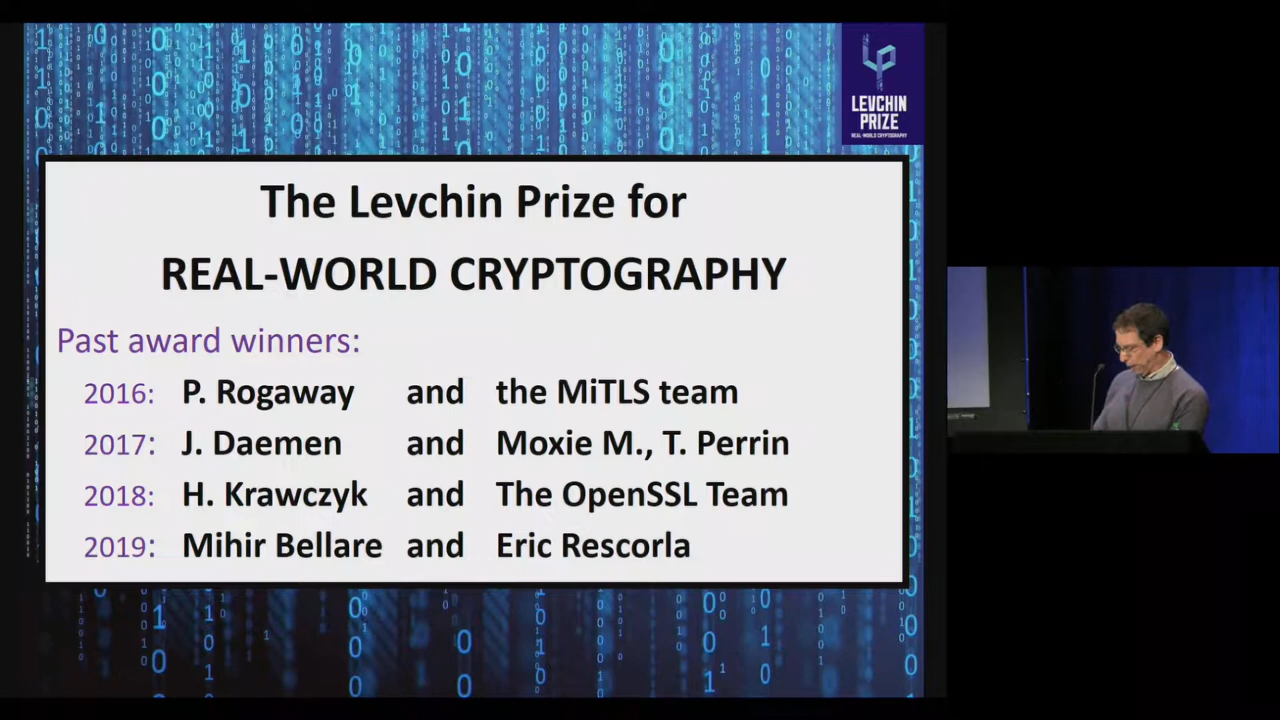 LEVCHIN
PRIZE
REAL-WORLD CRYPTOGRAPHY
The Levchin Prize for
REAL-WORLD CRYPTOGRAPHY
Past award winners:
2016: P. Rogaway and the MiTLS team
2017: J. Daemen and Moxie M., T. Perrin
2018: H. Krawczyk and The OpenSSL Team
2019: Mihir Bellare and Eric Rescorla